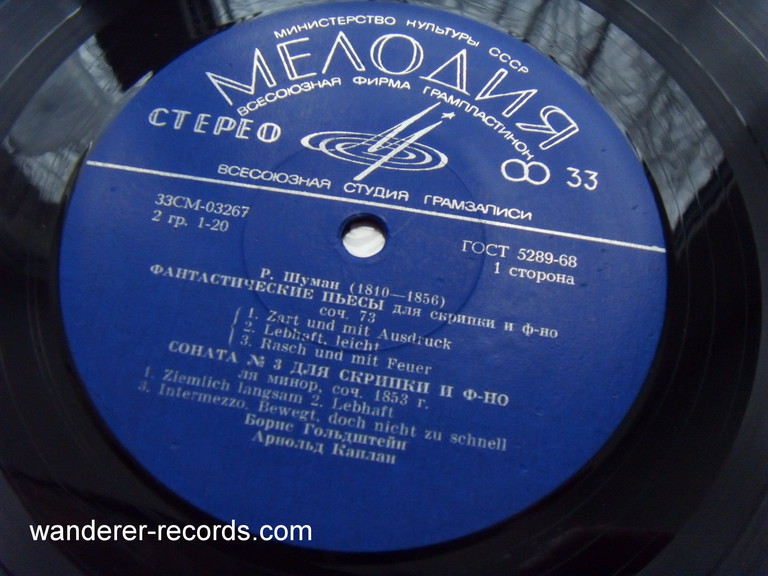 МИНИСТЕРСТВО КУЛЬТУРЫ СССР
МЕЛОДИЯ
ВСЕСОЮЗНАЯ ФИРМА ГРАМПЛАСТИНОК
СТЕРЕО
33
ВСЕСОЮЗНАЯ СТУДИЯ ГРАМЗАПИСИ
33СМ-03267
2 гр. 1-20
ГОСТ 5289-68
1 сторона
Р. Шуман (1810—1856)
ФАНТАСТИЧЕСКИЕ ПЬЕСЫ для скрипки и ф-но
соч. 73
1. Zart und mit Ausdruck
2. Lebhaft, leicht
3. Rasch und mit Feuer
СОНАТА № 3 ДЛЯ СКРИПКИ И Ф-НО
ля минор, соч. 1853 г.
1. Ziemlich langsam 2. Lebhaft
3. Intermezzo. Bewegt, doch nicht zu schnell
Борис Гольдштейн
Арнольд Каплан
wanderer-records.com